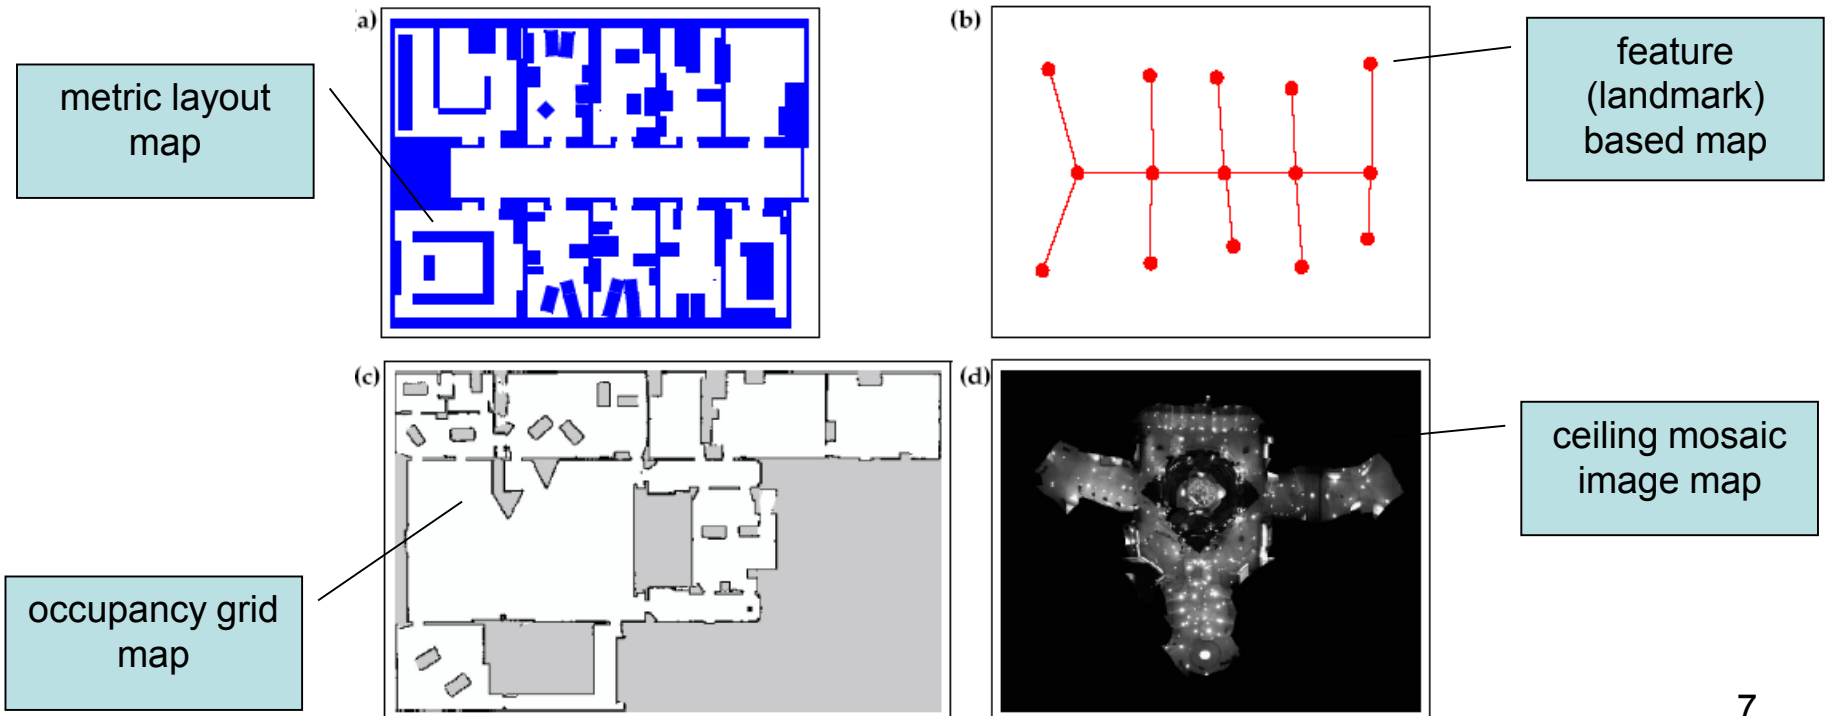 a)
(b)
metric layout
map
feature
(landmark)
based map
(c)
(d)
ceiling mosaic
image map
occupancy grid
map
7